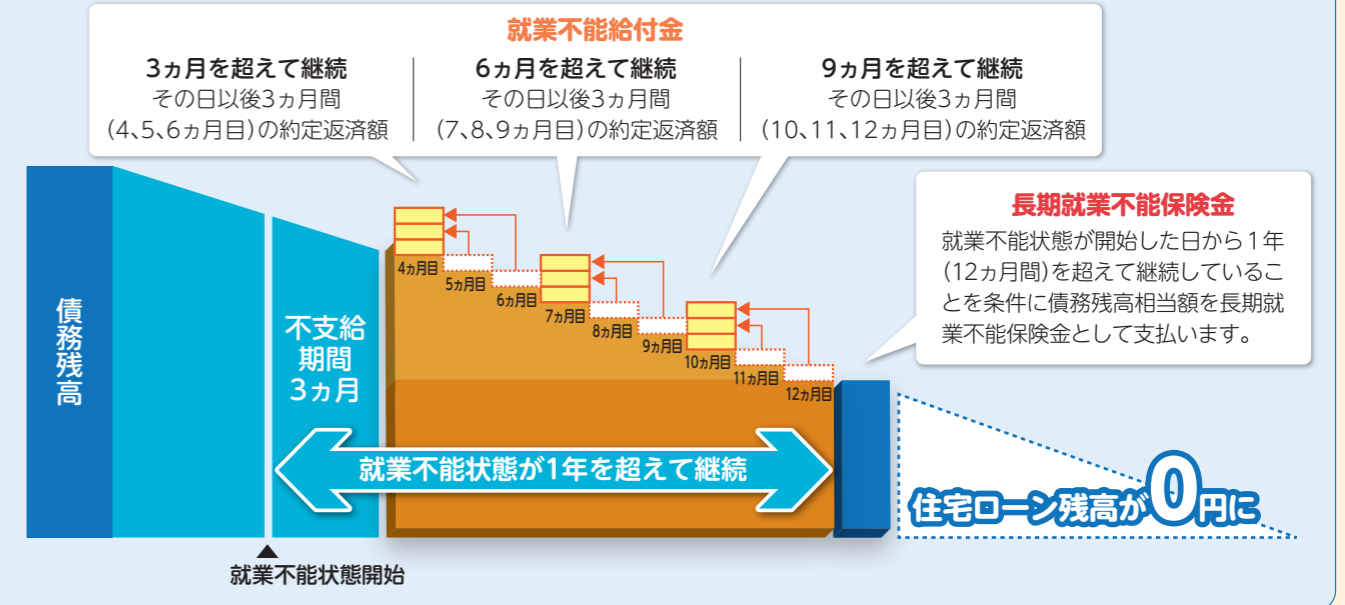 就業不能給付金
3ヵ月を超えて継続
その日以後3ヵ月間
(4、5、6ヵ月目)の約定返済額
6ヵ月を超えて継続
その日以後3ヵ月間
(7、8、9ヵ月目)の約定返済額
9ヵ月を超えて継続
その日以後3ヵ月間
(10、11、12ヵ月目)の約定返済額
長期就業不能保険金
就業不能状態が開始した日から1年
(12ヵ月間)を超えて継続しているこ
とを条件に債務残高相当額を長期就
業不能保険金として支払います。
債務残高
不支給
期間
3ヵ月
4ヵ月目
5ヵ月目
6ヵ月目
7ヵ月目
8ヵ月目
9ヵ月目
10ヵ月目
11ヵ月目
12ヵ月目
就業不能状態が1年を超えて継続
住宅ローン残高が0円に
就業不能状態開始